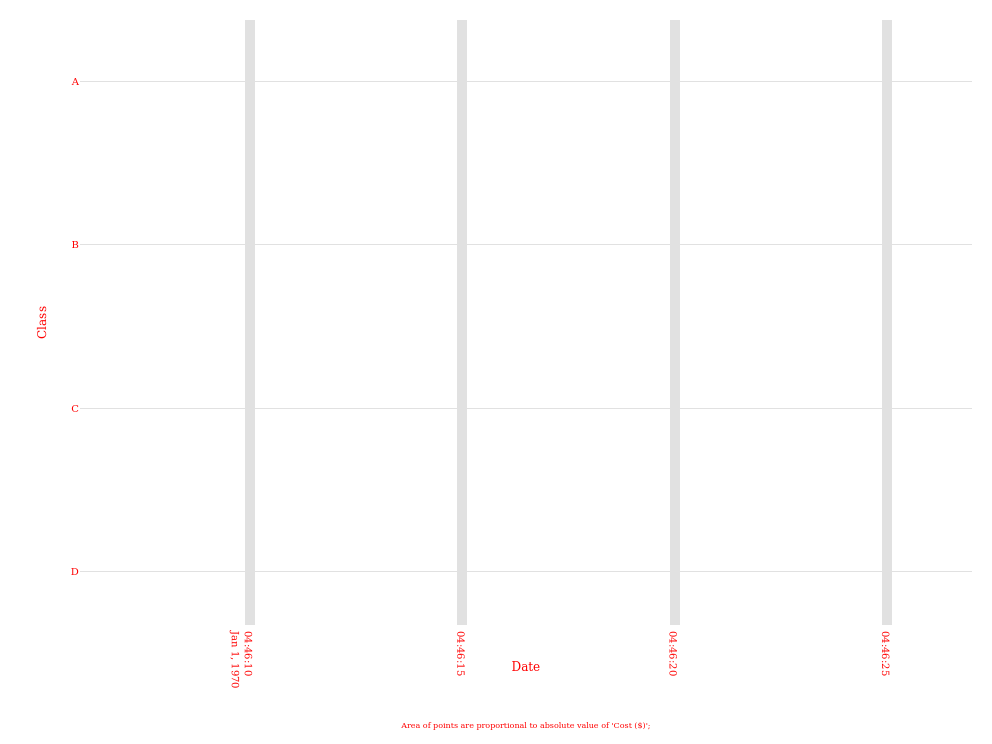 A
B
Class
C
D
04:46:10
Jan 1, 1970
04:46:15
04:46:20
04:46:25
Date
Area of points are proportional to absolute value of 'Cost ($)';